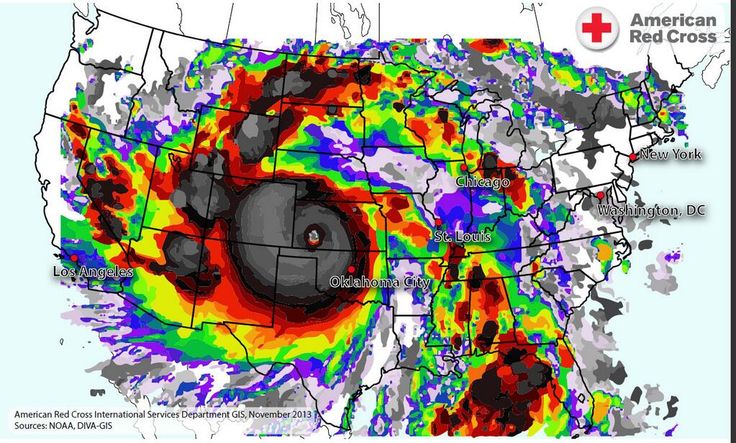 American
Red Cross
New York
Chicago
Washington, DC
St. Louis
Los Angeles
Oklahoma City
American Red Cross International Services Department GIS, November 2013
Sources: NOAA, DIVA-GIS